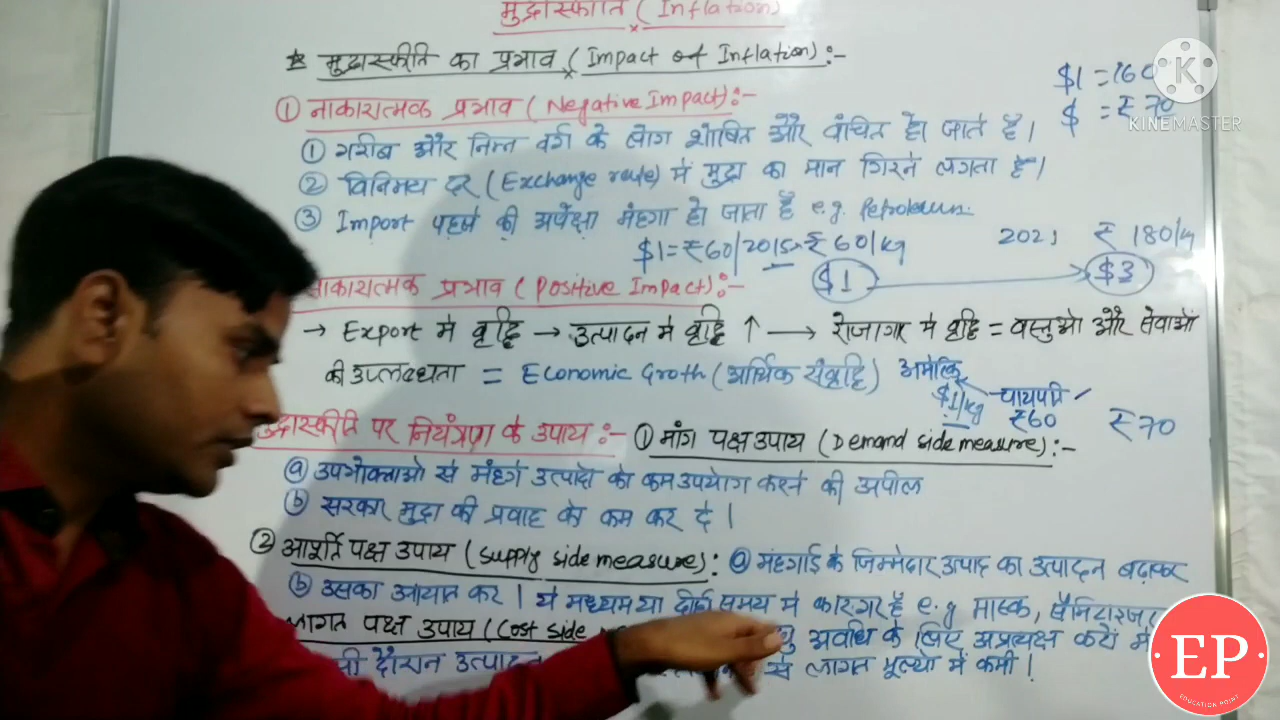 मुद्रास्फीति ( Inflation )
* मुद्रास्फीति का प्रभाव ( Impact of Inflation ) :-
$1 = ₹60
$ = ₹70
KINEMASTER
① नाकारात्मक प्रभाव ( Negative Impact ) :-
① गरीब और निम्न वर्ग के लोग शोषित और वंचित हो जाते हैं।
② विनिमय दर ( Exchange rate ) में मुद्रा का मान गिरने लगता है।
③ Import पहले की अपेक्षा मंहगा हो जाता है e.g. Petroleum.
$1 = ₹60/2015 ₹60/kg
2021 ₹180/kg
$1 $3
साकारात्मक प्रभाव ( Positive Impact ) :-
→ Export में वृद्धि → उत्पादन में वृद्धि ↑ → रोजागार में वृद्धि = वस्तुओं और सेवाओं
की उपलब्धता = Economic Groth ( आर्थिक संवृद्धि )
$1/kg
चायपत्ति
₹60
₹70
मुद्रास्फीति पर नियंत्रण के उपाय :- ① मांग पक्ष उपाय ( Demand side measure ) :-
ⓐ उपभोक्ताओं से मंहगे उत्पादों को कम उपयोग करने की अपील
ⓑ सरकार मुद्रा की प्रवाह को कम कर दे।
② आपूर्ति पक्ष उपाय ( Supply side measure ) : ⓐ मंहगाई के जिम्मेदार उत्पाद का उत्पादन बढ़ाकर
ⓑ उसका आयात कर। ये मध्यम या दीर्घ समय में कारगर है e.g मास्क, सैनिटाइजर
लागत पक्ष उपाय ( Cost side
अवधि के लिए अप्रत्यक्ष करों में
दौरान उत्पादन
से लागत मूल्यों में कमी।
EP
EDUCATION POINT